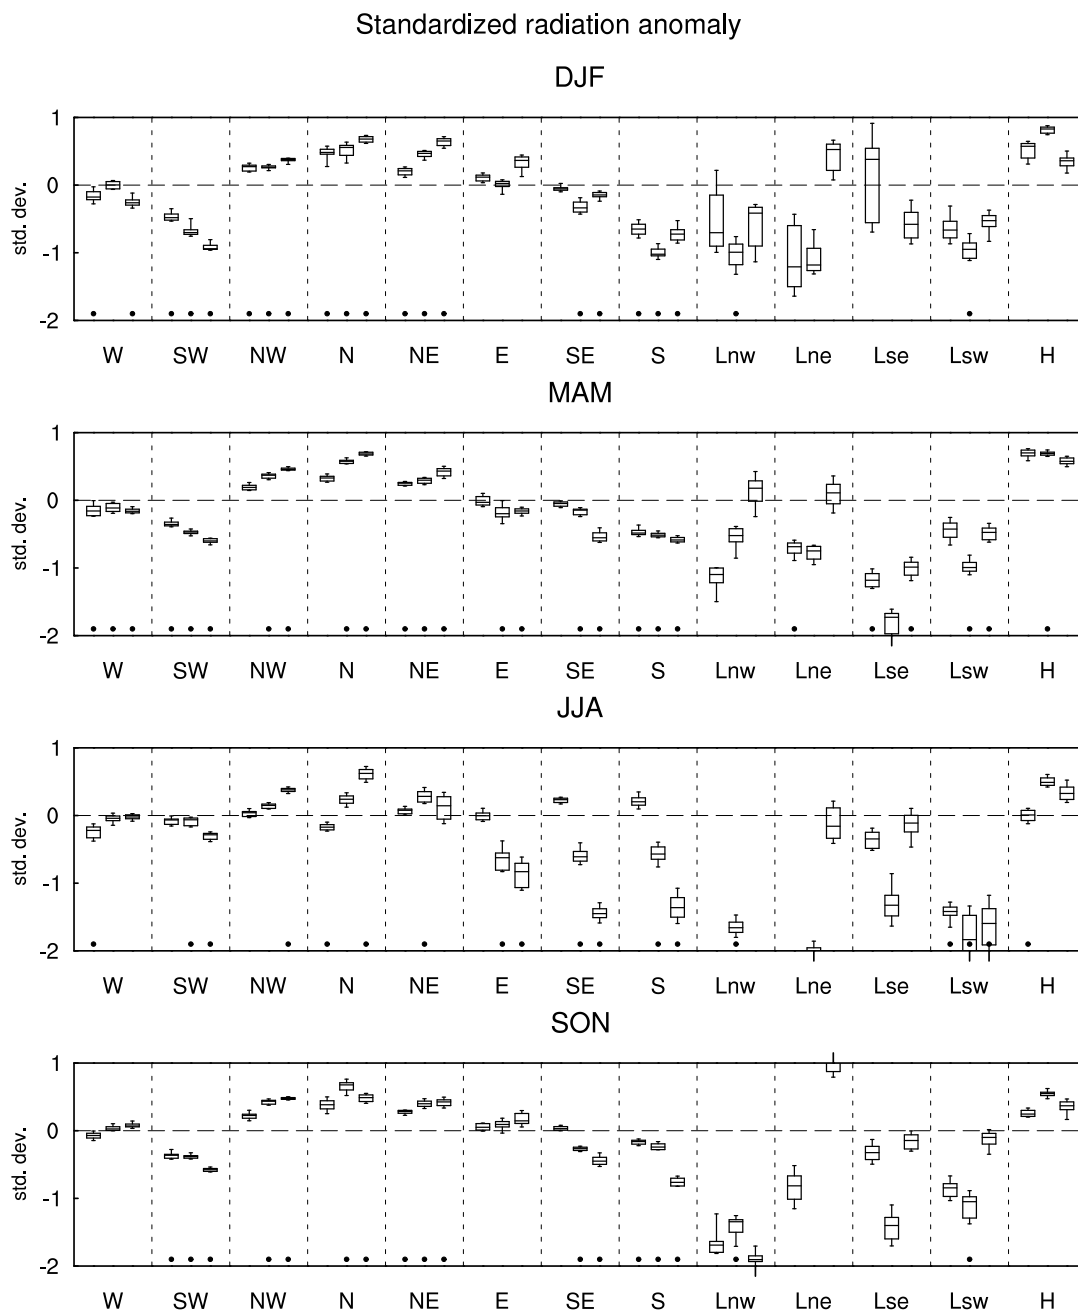 Standardized radiation anomaly
DJF
std. dev.
1
0
-1
-2
W SW NW N NE E SE S Lnw Lne Lse Lsw H
MAM
std. dev.
1
0
-1
-2
W SW NW N NE E SE S Lnw Lne Lse Lsw H
JJA
std. dev.
1
0
-1
-2
W SW NW N NE E SE S Lnw Lne Lse Lsw H
SON
std. dev.
1
0
-1
-2
W SW NW N NE E SE S Lnw Lne Lse Lsw H